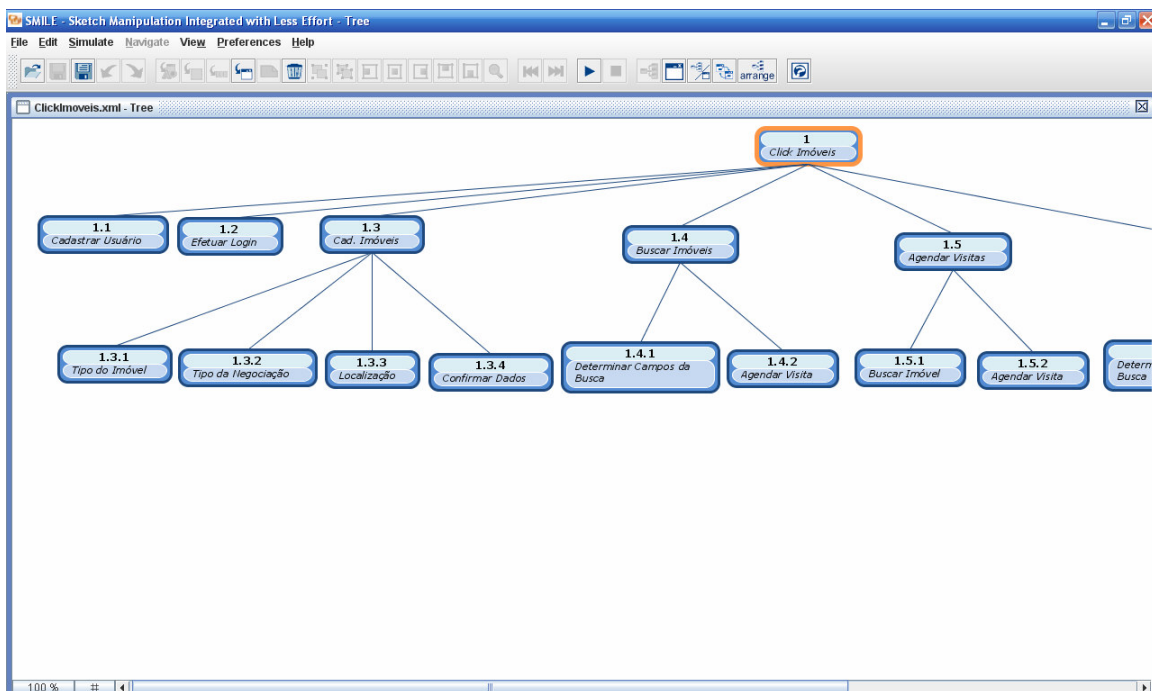 SMILE - Sketch Manipulation Integrated with Less Effort - Tree
File Edit Simulate Navigate View Preferences Help
arrange
ClickImoveis.xml - Tree
1
Click Imóveis
1.1
Cadastrar Usuário
1.2
Efetuar Login
1.3
Cad. Imóveis
1.4
Buscar Imóveis
1.5
Agendar Visitas
1.3.1
Tipo do Imóvel
1.3.2
Tipo da Negociação
1.3.3
Localização
1.3.4
Confirmar Dados
1.4.1
Determinar Campos da
Busca
1.4.2
Agendar Visita
1.5.1
Buscar Imóvel
1.5.2
Agendar Visita
Determ
Busca
100 % #